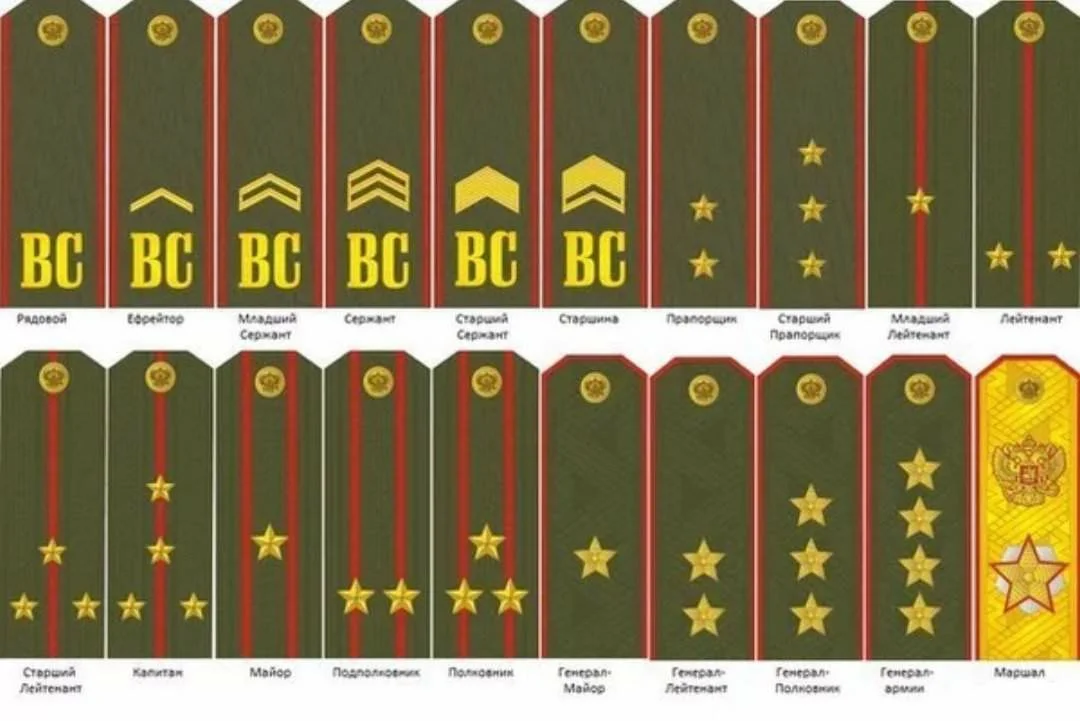 ВС ВС ВС ВС ВС ВС
Рядовой
Ефрейтор
Младший
Сержант
Сержант
Старший
Сержант
Старшина
Прапорщик
Старший
Прапорщик
Младший
Лейтенант
Лейтенант
Старший
Лейтенант
Капитан
Майор
Подполковник
Полковник
Генерал-
Майор
Генерал-
Лейтенант
Генерал-
Полковник
Генерал-
армии
Маршал